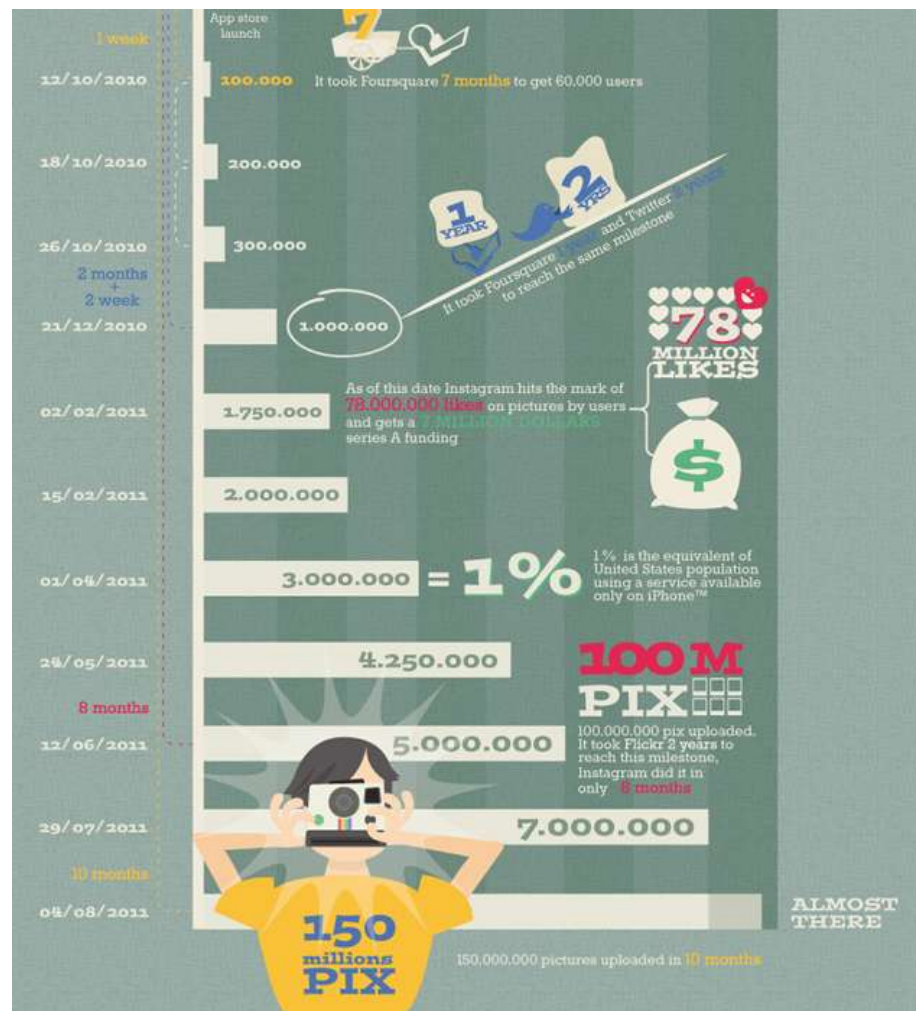 App store
launch
7
1 week
12/10/2010
100.000
It took Foursquare 7 months to get 60.000 users
18/10/2010
200.000
1
YEAR
2
YRS
It took Foursquare 1 year and Twitter 2 years
to reach the same milestone
26/10/2010
300.000
2 months
+
2 week
21/12/2010
1.000.000
78
MILLION
LIKES
02/02/2011
1.750.000
As of this date Instagram hits the mark of
78.000.000 likes on pictures by users
and gets a 7 MILLION DOLLARS
series A funding
$
15/02/2011
2.000.000
01/04/2011
3.000.000 = 1%
1% is the equivalent of
United States population
using a service available
only on iPhone™
24/05/2011
4.250.000
100 M
PIX
8 months
12/06/2011
5.000.000
100.000.000 pix uploaded.
It took Flickr 2 years to
reach this milestone,
Instagram did it in
only 8 months
29/07/2011
7.000.000
10 months
04/08/2011
ALMOST
THERE
150
millions
PIX
150,000.000 pictures uploaded in 10 months